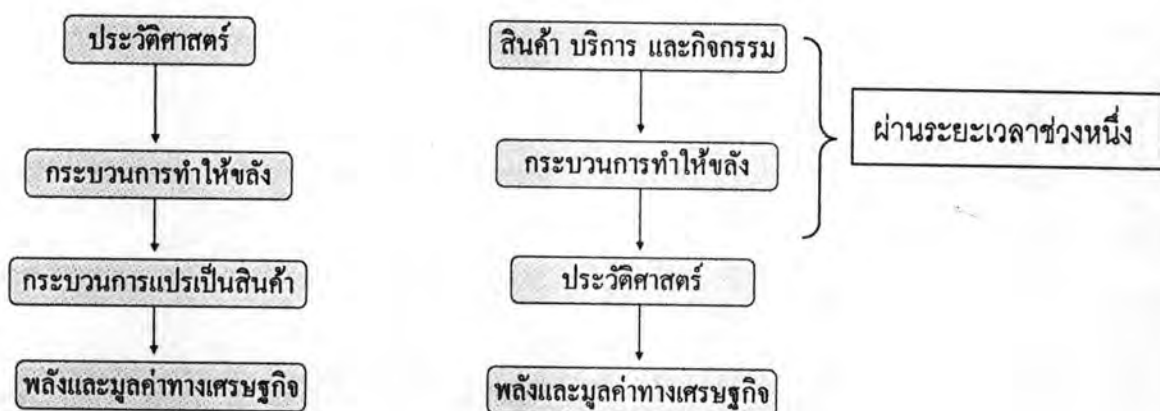 ประวัติศาสตร์
กระบวนการทำให้ขลัง
กระบวนการแปรเป็นสินค้า
พลังและมูลค่าทางเศรษฐกิจ
สินค้า บริการ และกิจกรรม
กระบวนการทำให้ขลัง
ประวัติศาสตร์
พลังและมูลค่าทางเศรษฐกิจ
ผ่านระยะเวลาช่วงหนึ่ง